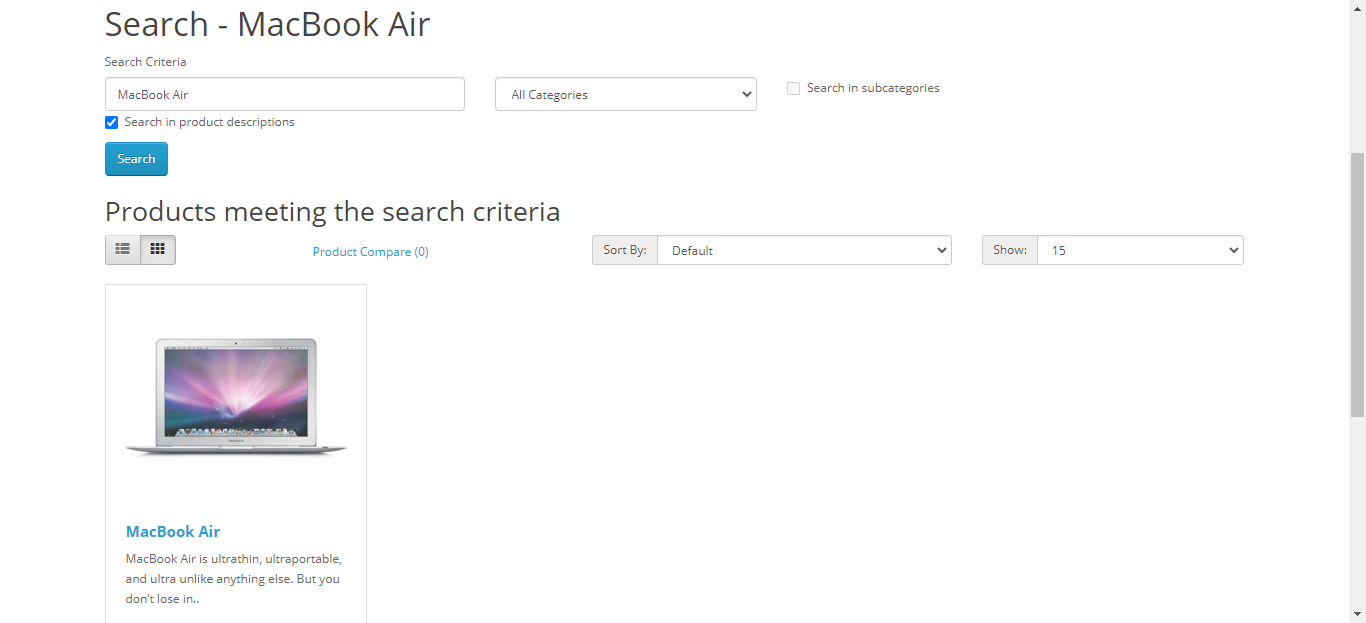 Search - MacBook Air
Search Criteria
MacBook Air
All Categories
Search in subcategories
Search in product descriptions
Search
Products meeting the search criteria
Product Compare (0)
Sort By:
Default
Show:
15
MacBook Air
MacBook Air is ultrathin, ultraportable,
and ultra unlike anything else. But you
don't lose in..